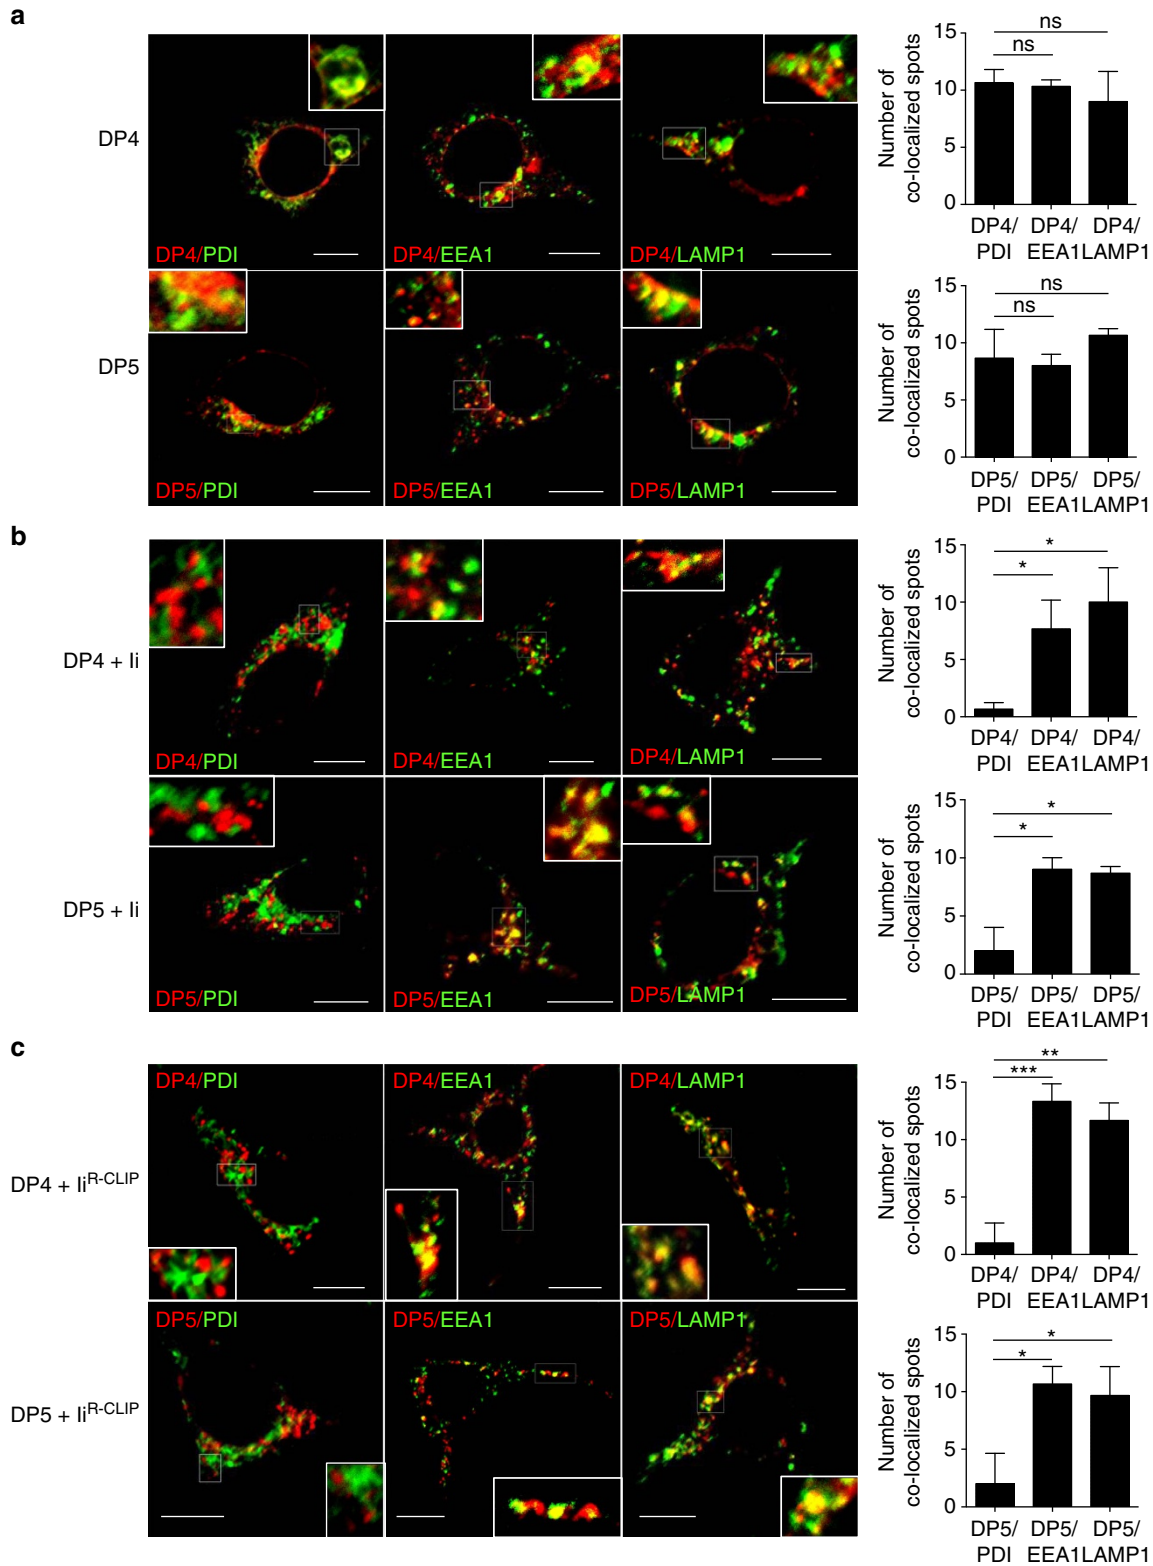 a
DP4
DP4/PDI
DP4/EEA1
DP4/LAMP1
Number of
co-localized spots
15
10
5
0
ns
ns
DP4/
PDI
DP4/
EEA1
DP4/
LAMP1
DP5
DP5/PDI
DP5/EEA1
DP5/LAMP1
Number of
co-localized spots
15
10
5
0
ns
ns
DP5/
PDI
DP5/
EEA1
DP5/
LAMP1
b
DP4 + Ii
DP4/PDI
DP4/EEA1
DP4/LAMP1
Number of
co-localized spots
15
10
5
0
*
*
DP4/
PDI
DP4/
EEA1
DP4/
LAMP1
DP5 + Ii
DP5/PDI
DP5/EEA1
DP5/LAMP1
Number of
co-localized spots
15
10
5
0
*
*
DP5/
PDI
DP5/
EEA1
DP5/
LAMP1
c
DP4 + Ii^R-CLIP
DP4/PDI
DP4/EEA1
DP4/LAMP1
Number of
co-localized spots
15
10
5
0
**
***
DP4/
PDI
DP4/
EEA1
DP4/
LAMP1
DP5 + Ii^R-CLIP
DP5/PDI
DP5/EEA1
DP5/LAMP1
Number of
co-localized spots
15
10
5
0
*
*
DP5/
PDI
DP5/
EEA1
DP5/
LAMP1